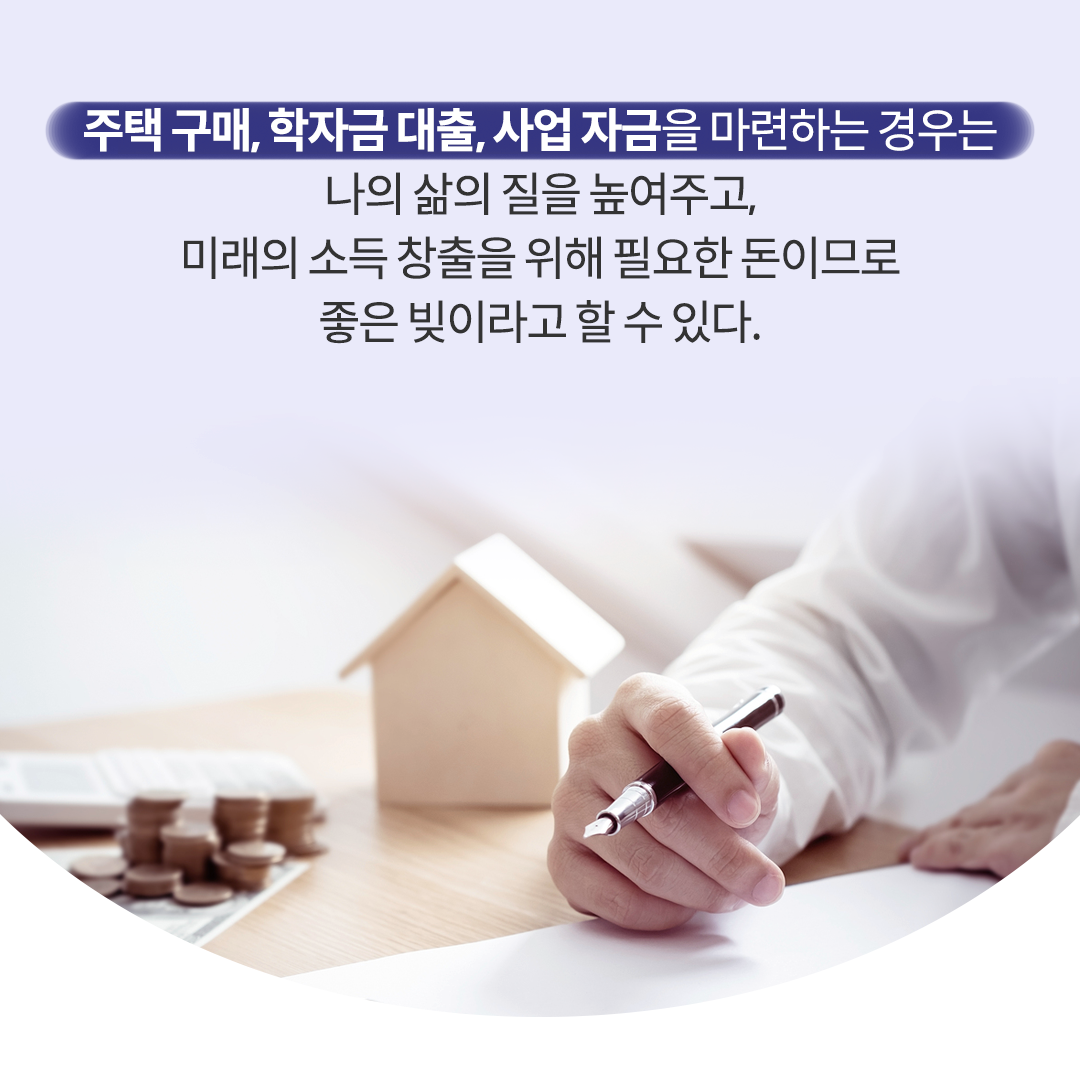 주택 구매, 학자금 대출, 사업 자금을 마련하는 경우는
나의 삶의 질을 높여주고,
미래의 소득 창출을 위해 필요한 돈이므로
좋은 빚이라고 할 수 있다.